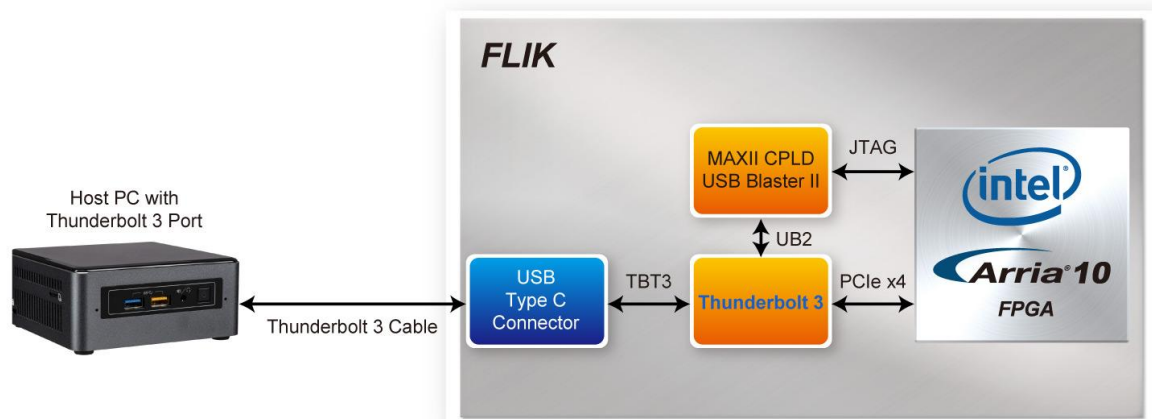 FLIK
Host PC with
Thunderbolt 3 Port
Thunderbolt 3 Cable
USB
Type C
Connector
TBT3
MAXII CPLD
USB Blaster II
UB2
Thunderbolt 3
JTAG
PCIe x4
intel®
Arria® 10
FPGA